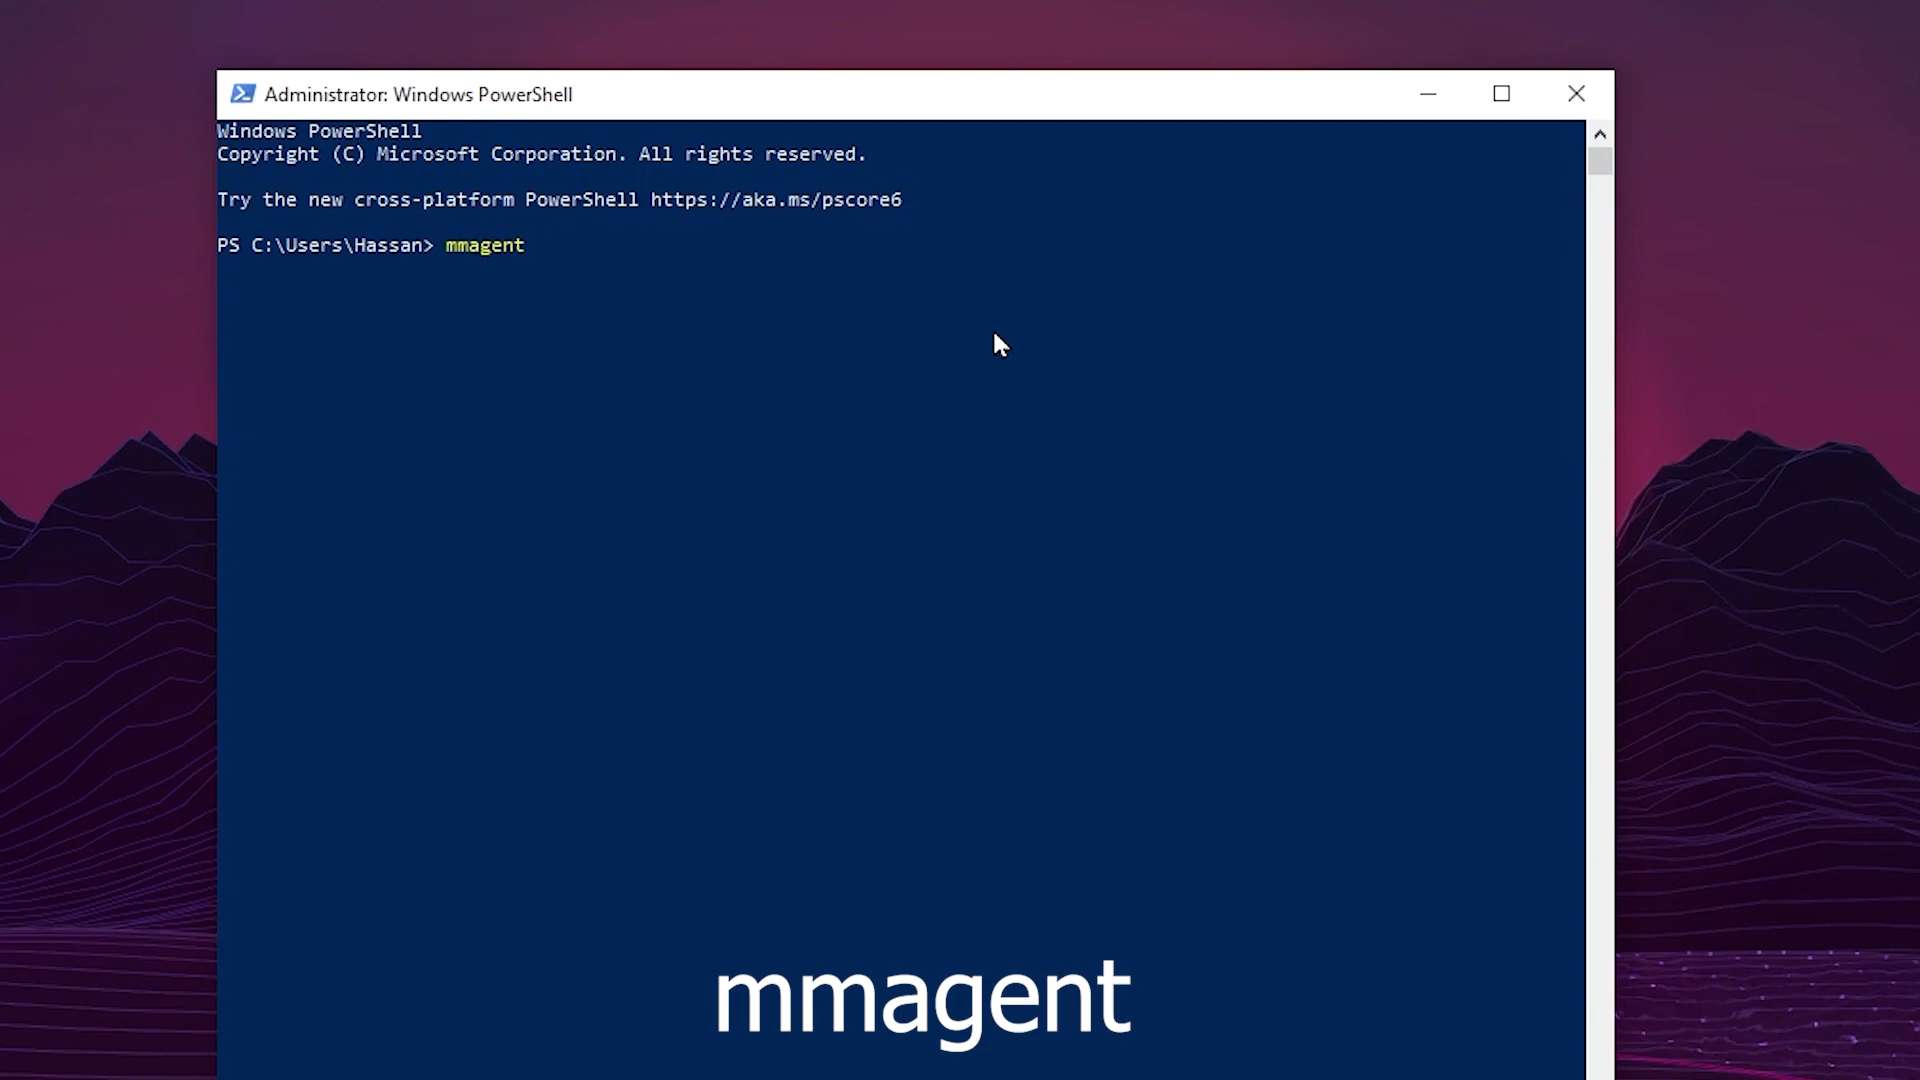 Administrator: Windows PowerShell
Windows PowerShell
Copyright (C) Microsoft Corporation. All rights reserved.
Try the new cross-platform PowerShell https://aka.ms/pscore6
PS C:\Users\Hassan> mmagent
mmagent